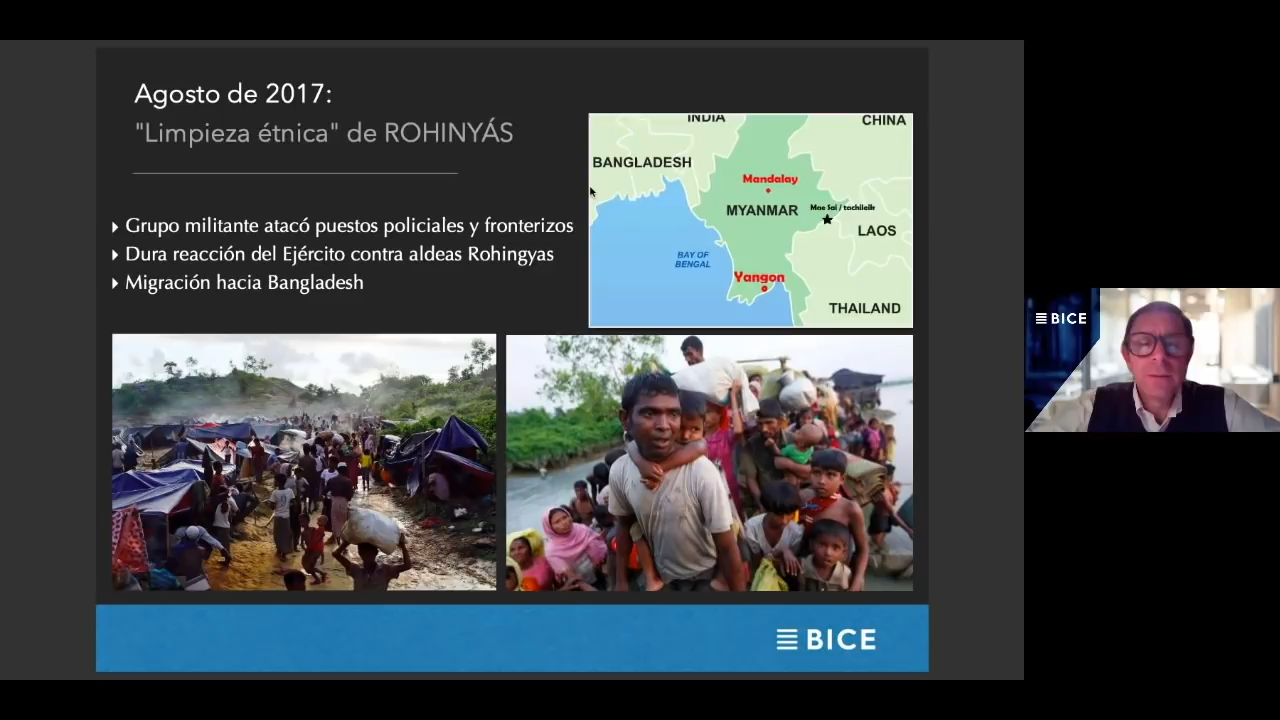 Agosto de 2017:
"Limpieza étnica" de ROHINYÁS
Grupo militante atacó puestos policiales y fronterizos
Dura reacción del Ejército contra aldeas Rohingyas
Migración hacia Bangladesh
INDIA
CHINA
BANGLADESH
Mandalay
MYANMAR
Mae Sai / tachileik
LAOS
BAY OF
BENGAL
Yangon
THAILAND
BICE
BICE